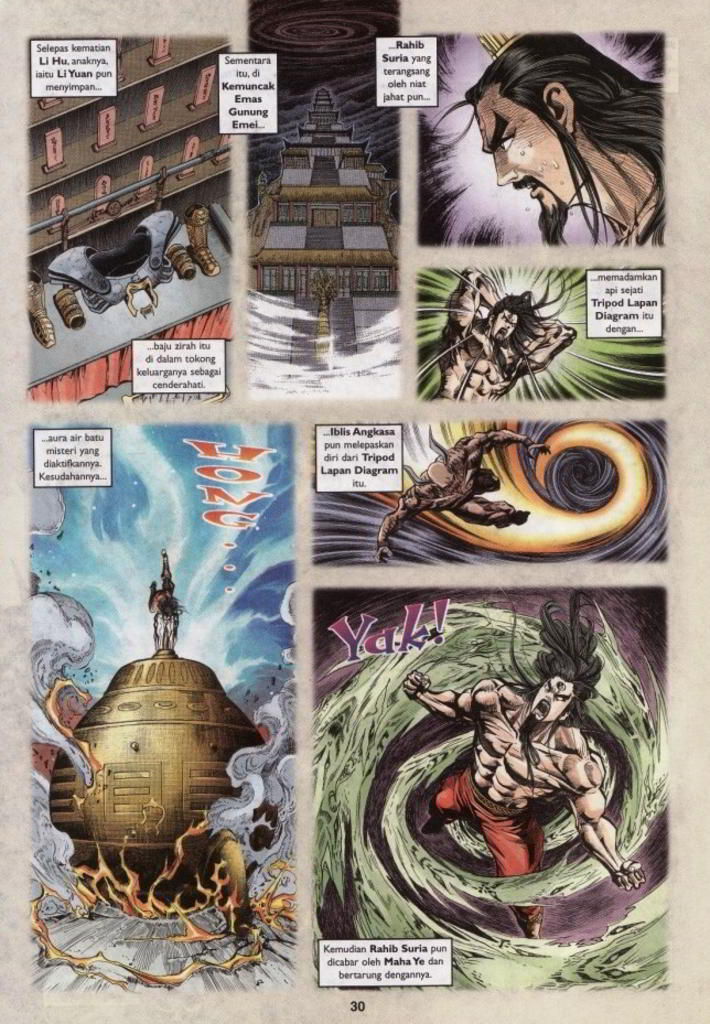 Selepas kematian
Li Hu, anaknya,
iaitu Li Yuan pun
menyimpan...
...baju zirah itu
di dalam tokong
keluarganya sebagai
cenderahati.
Sementara
itu, di
Kemuncak
Emas
Gunung
Emei...
...Rahib
Suria yang
terangsang
oleh niat
jahat pun...
...memadamkan
api sejati
Tripod Lapan
Diagram itu
dengan...
...aura air batu
misteri yang
diaktifkannya.
Kesudahannya...
HONG...
...Iblis Angkasa
pun melepaskan
diri dari Tripod
Lapan Diagram
itu.
Yak!
Kemudian Rahib Suria pun
dicabar oleh Maha Ye dan
bertarung dengannya.
30